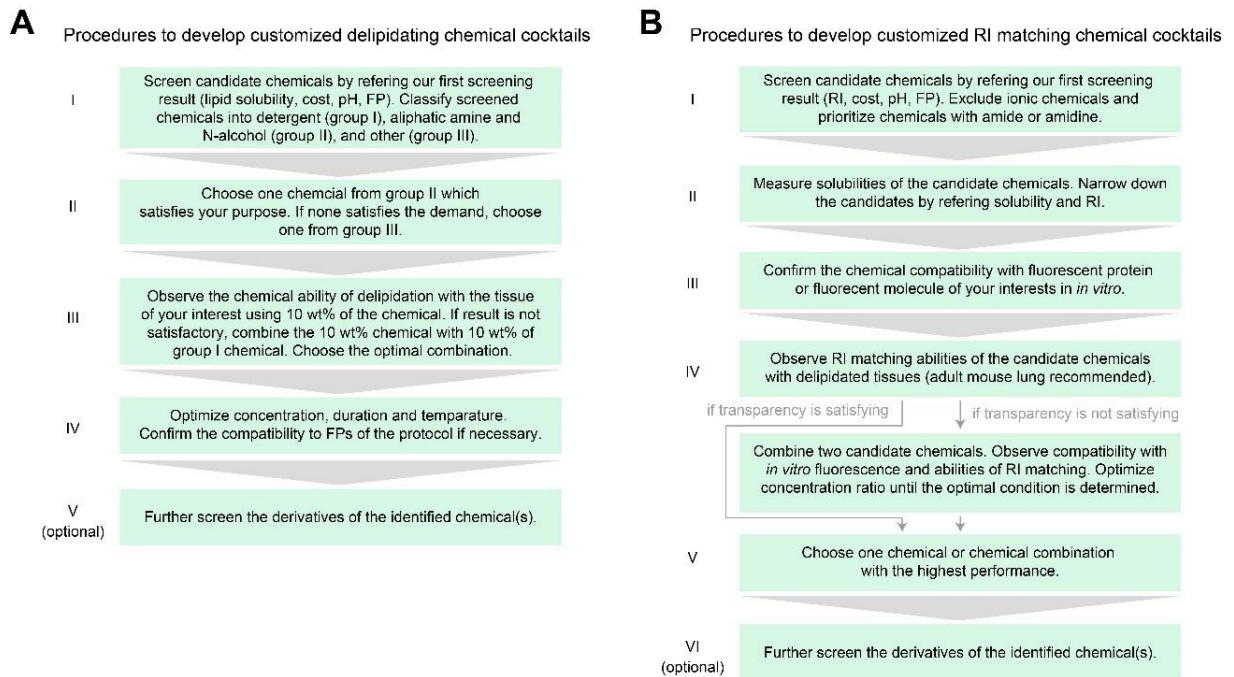 A
Procedures to develop customized delipidating chemical cocktails
I
Screen candidate chemicals by refering our first screening
result (lipid solubility, cost, pH, FP). Classify screened
chemicals into detergent (group I), aliphatic amine and
N-alcohol (group II), and other (group III).
II
Choose one chemcial from group II which
satisfies your purpose. If none satisfies the demand, choose
one from group III.
III
Observe the chemical ability of delipidation with the tissue
of your interest using 10 wt% of the chemical. If result is not
satisfactory, combine the 10 wt% chemical with 10 wt% of
group I chemical. Choose the optimal combination.
IV
Optimize concentration, duration and temparature.
Confirm the compatibility to FPs of the protocol if necessary.
V
(optional)
Further screen the derivatives of the identified chemical(s).
B
Procedures to develop customized RI matching chemical cocktails
I
Screen candidate chemicals by refering our first screening
result (RI, cost, pH, FP). Exclude ionic chemicals and
prioritize chemicals with amide or amidine.
II
Measure solubilities of the candidate chemicals. Narrow down
the candidates by refering solubility and RI.
III
Confirm the chemical compatibility with fluorescent protein
or fluorecent molecule of your interests in in vitro.
IV
Observe RI matching abilities of the candidate chemicals
with delipidated tissues (adult mouse lung recommended).
if transparency is satisfying
if transparency is not satisfying
Combine two candidate chemicals. Observe compatibility with
in vitro fluorescence and abilities of RI matching. Optimize
concentration ratio until the optimal condition is determined.
V
Choose one chemical or chemical combination
with the highest performance.
VI
(optional)
Further screen the derivatives of the identified chemical(s).